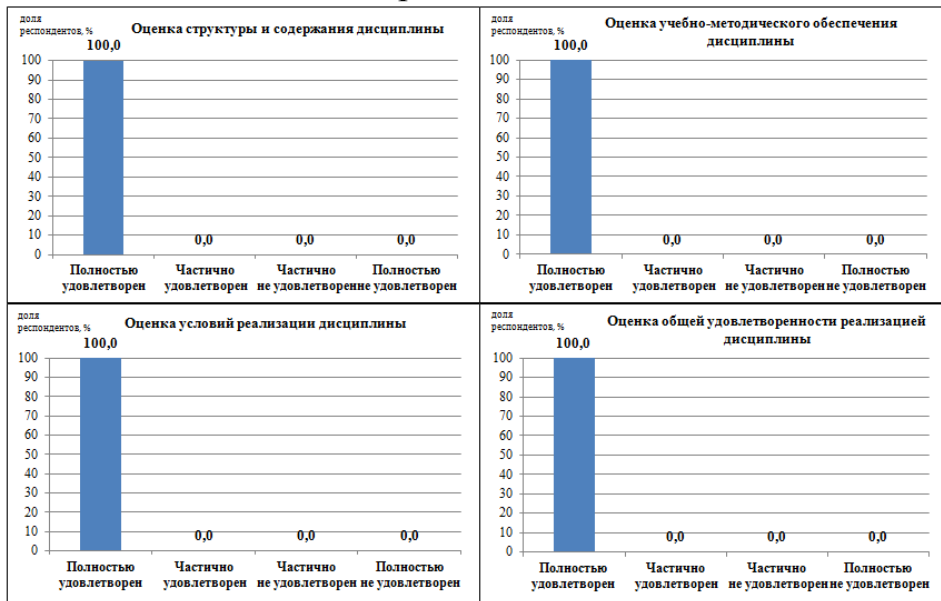 доля
респондентов, %
Оценка структуры и содержания дисциплины
100,0
100
90
80
70
60
50
40
30
20
10
0
0,0
0,0
0,0
Полностью
удовлетворен
Частично
удовлетворен
Частично
не удовлетворен
Полностью
не удовлетворен
доля
респондентов, %
Оценка учебно-методического обеспечения
дисциплины
100,0
100
90
80
70
60
50
40
30
20
10
0
0,0
0,0
0,0
Полностью
удовлетворен
Частично
удовлетворен
Частично
не удовлетворен
Полностью
не удовлетворен
доля
респондентов, %
Оценка условий реализации дисциплины
100,0
100
90
80
70
60
50
40
30
20
10
0
0,0
0,0
0,0
Полностью
удовлетворен
Частично
удовлетворен
Частично
не удовлетворен
Полностью
не удовлетворен
доля
респондентов, %
Оценка общей удовлетворенности реализацией
дисциплины
100,0
100
90
80
70
60
50
40
30
20
10
0
0,0
0,0
0,0
Полностью
удовлетворен
Частично
удовлетворен
Частично
не удовлетворен
Полностью
не удовлетворен